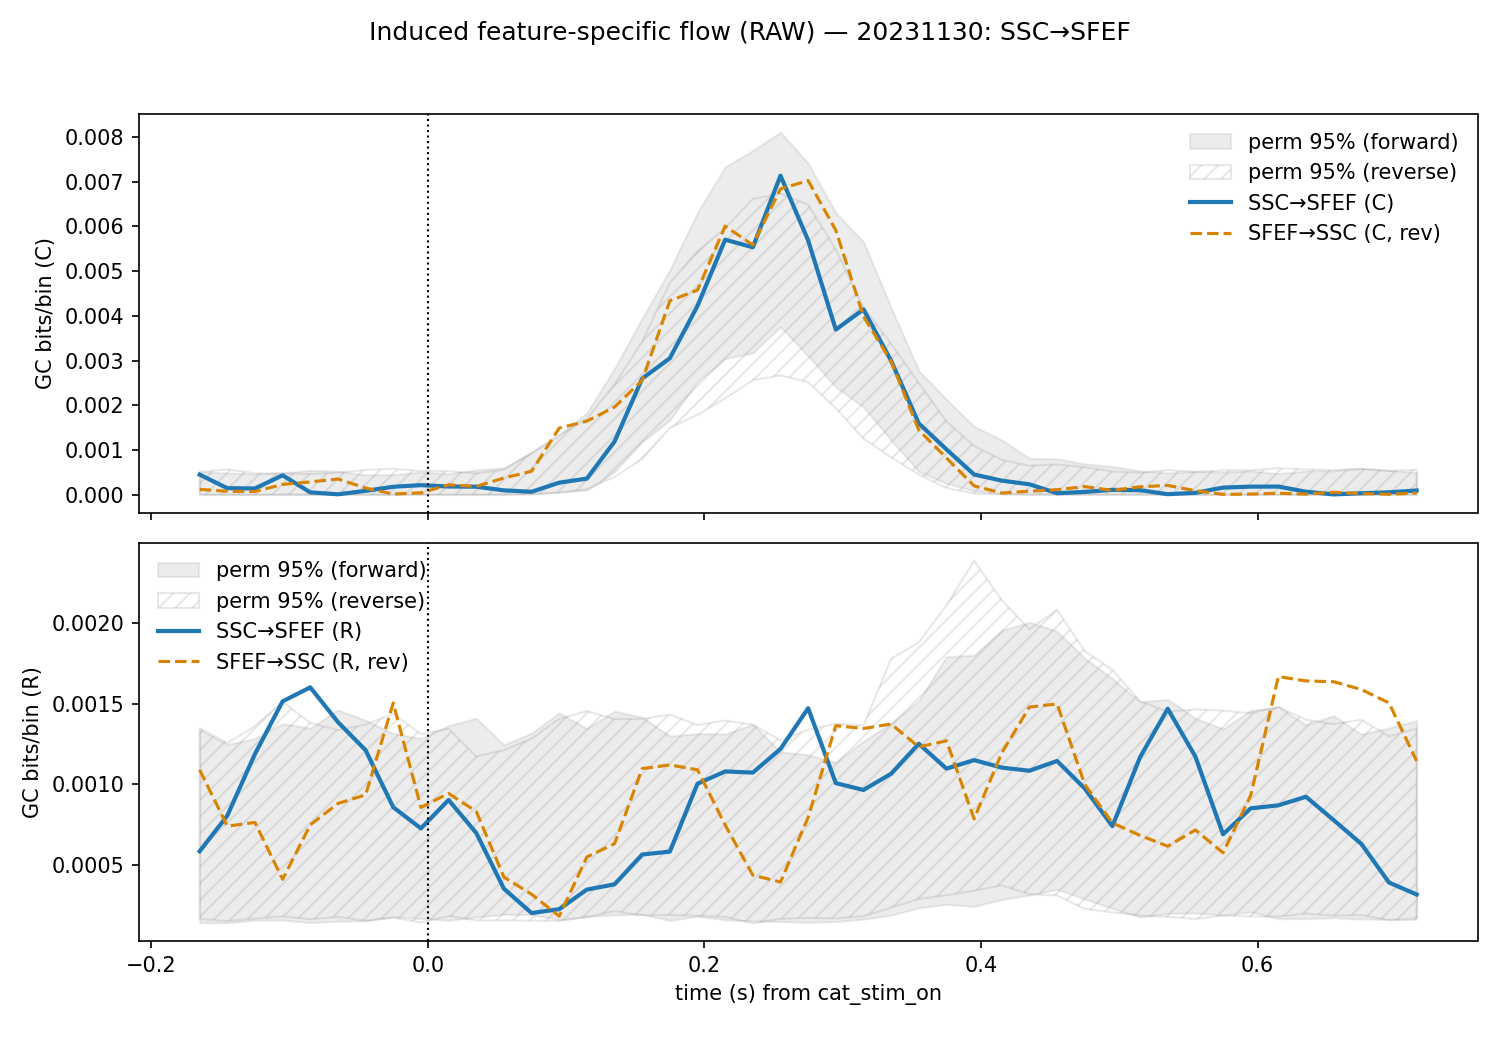 Induced feature-specific flow (RAW) — 20231130: SSC→SFEF
GC bits/bin (C)
0.008
0.007
0.006
0.005
0.004
0.003
0.002
0.001
0.000
perm 95% (forward)
perm 95% (reverse)
SSC→SFEF (C)
SFEF→SSC (C, rev)
GC bits/bin (R)
0.0020
0.0015
0.0010
0.0005
perm 95% (forward)
perm 95% (reverse)
SSC→SFEF (R)
SFEF→SSC (R, rev)
−0.2 0.0 0.2 0.4 0.6
time (s) from cat_stim_on